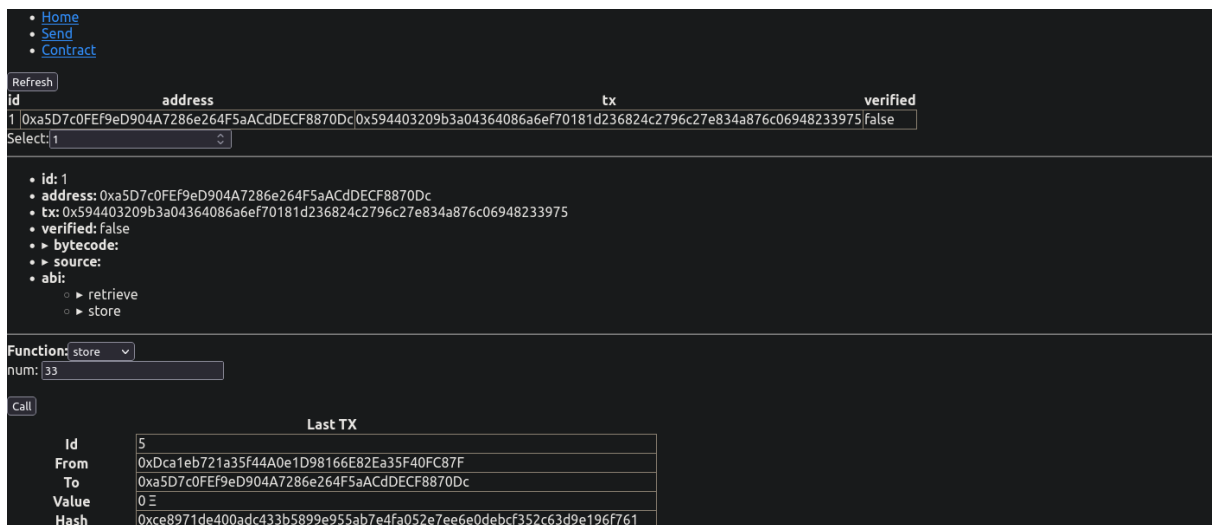 Home
Send
Contract
Refresh
id address tx verified
1 0xa5D7c0FEf9eD904A7286e264F5aACdDECF8870Dc 0x594403209b3a04364086a6ef70181d236824c2796c27e834a876c06948233975 false
Select: 1
id: 1
address: 0xa5D7c0FEf9eD904A7286e264F5aACdDECF8870Dc
tx: 0x594403209b3a04364086a6ef70181d236824c2796c27e834a876c06948233975
verified: false
bytecode:
source:
abi:
retrieve
store
Function: store
num: 33
Call
Last TX
Id 5
From 0xDca1eb721a35f44A0e1D98166E82Ea35F40FC87F
To 0xa5D7c0FEf9eD904A7286e264F5aACdDECF8870Dc
Value 0 Ξ
Hash 0xce8971de400adc433b5899e955ab7e4fa052e7ee6e0debcf352c63d9e196f761